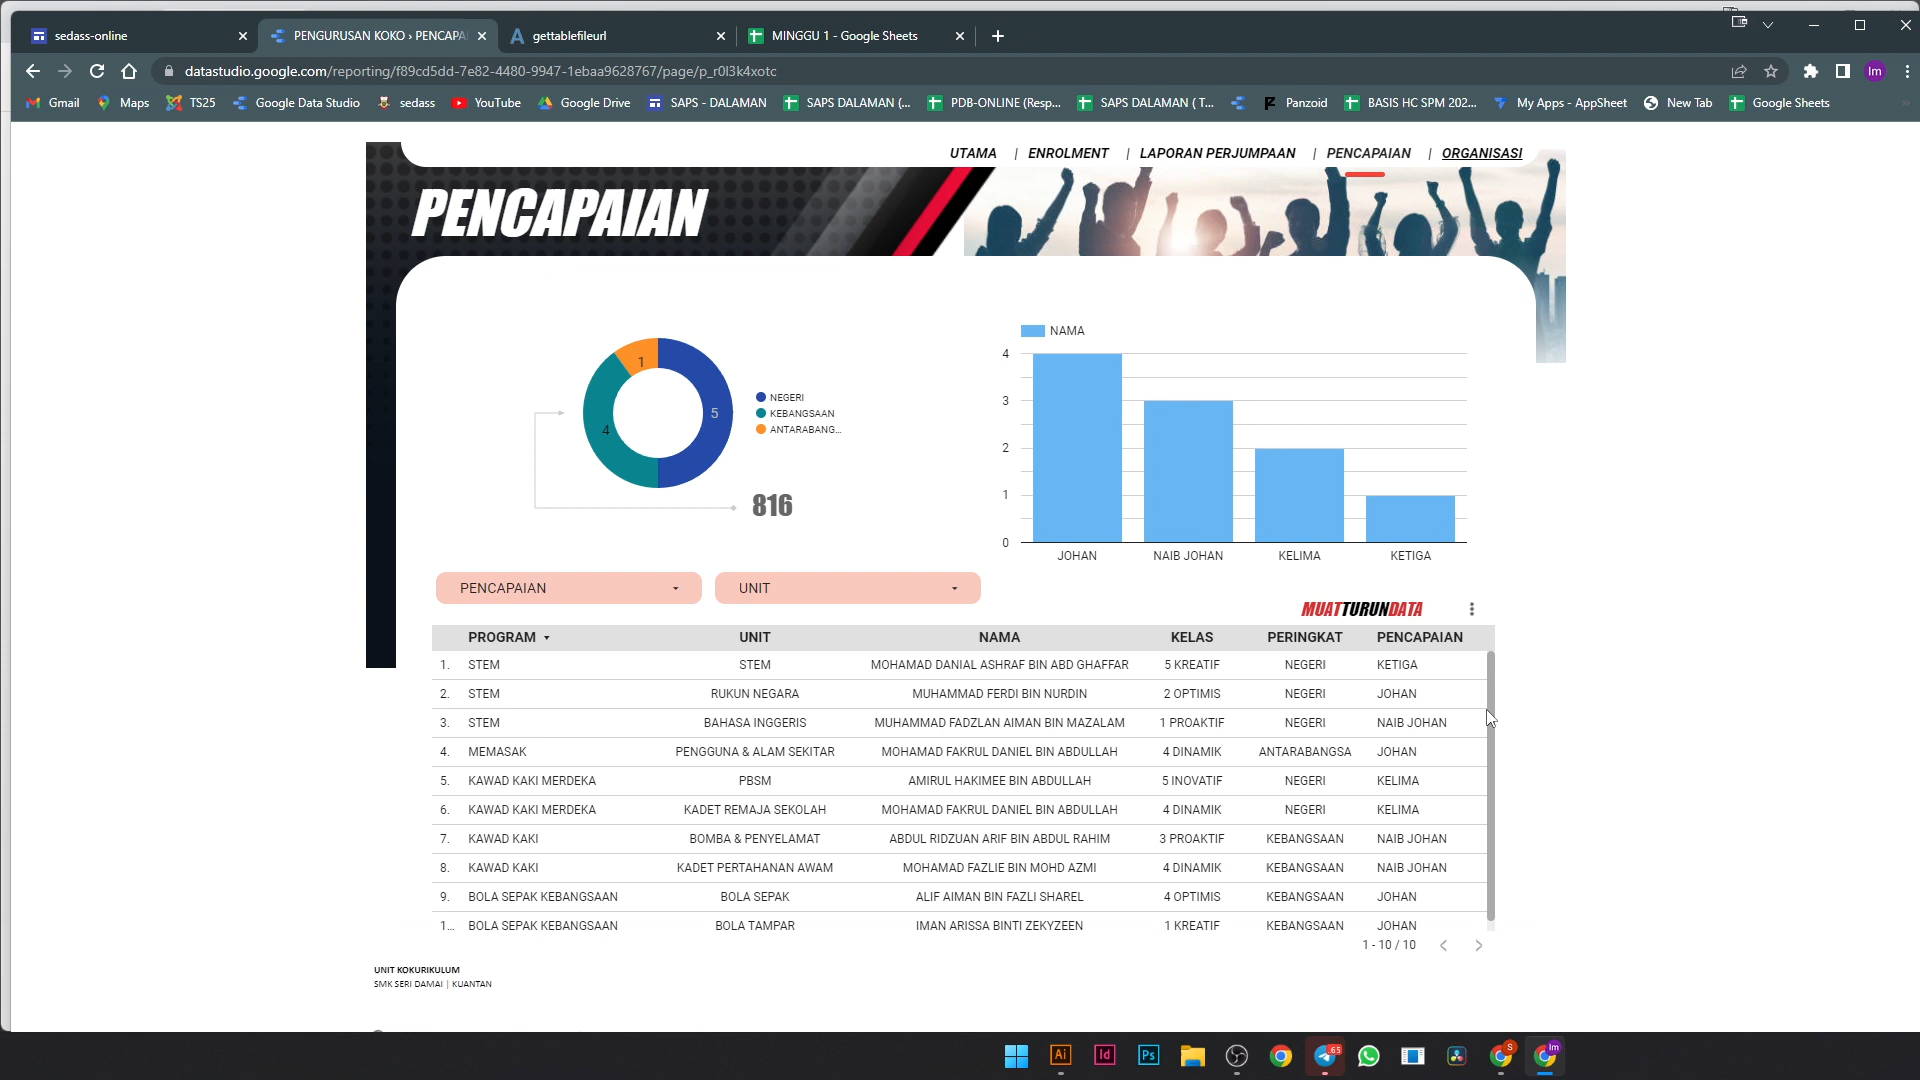 sedass-online
PENGURUSAN KOKO › PENCAPA
gettablefileurl
MINGGU 1 - Google Sheets
datastudio.google.com/reporting/f89cd5dd-7e82-4480-9947-1ebaa9628767/page/p_r0l3k4xotc
Im
Gmail
Maps
TS25
Google Data Studio
sedass
YouTube
Google Drive
SAPS - DALAMAN
SAPS DALAMAN (...
PDB-ONLINE (Resp...
SAPS DALAMAN ( T...
Panzoid
BASIS HC SPM 202...
My Apps - AppSheet
New Tab
Google Sheets
UTAMA | ENROLMENT | LAPORAN PERJUMPAAN | PENCAPAIAN | ORGANISASI
PENCAPAIAN
1
5
4
NEGERI
KEBANGSAAN
ANTARABANG...
816
NAMA
4
3
2
1
0
JOHAN NAIB JOHAN KELIMA KETIGA
PENCAPAIAN
UNIT
MUATTURUNDATA
PROGRAM UNIT NAMA KELAS PERINGKAT PENCAPAIAN
1. STEM STEM MOHAMAD DANIAL ASHRAF BIN ABD GHAFFAR 5 KREATIF NEGERI KETIGA
2. STEM RUKUN NEGARA MUHAMMAD FERDI BIN NURDIN 2 OPTIMIS NEGERI JOHAN
3. STEM BAHASA INGGERIS MUHAMMAD FADZLAN AIMAN BIN MAZALAM 1 PROAKTIF NEGERI NAIB JOHAN
4. MEMASAK PENGGUNA & ALAM SEKITAR MOHAMAD FAKRUL DANIEL BIN ABDULLAH 4 DINAMIK ANTARABANGSA JOHAN
5. KAWAD KAKI MERDEKA PBSM AMIRUL HAKIMEE BIN ABDULLAH 5 INOVATIF NEGERI KELIMA
6. KAWAD KAKI MERDEKA KADET REMAJA SEKOLAH MOHAMAD FAKRUL DANIEL BIN ABDULLAH 4 DINAMIK NEGERI KELIMA
7. KAWAD KAKI BOMBA & PENYELAMAT ABDUL RIDZUAN ARIF BIN ABDUL RAHIM 3 PROAKTIF KEBANGSAAN NAIB JOHAN
8. KAWAD KAKI KADET PERTAHANAN AWAM MOHAMAD FAZLIE BIN MOHD AZMI 4 DINAMIK KEBANGSAAN NAIB JOHAN
9. BOLA SEPAK KEBANGSAAN BOLA SEPAK ALIF AIMAN BIN FAZLI SHAREL 4 OPTIMIS KEBANGSAAN JOHAN
1... BOLA SEPAK KEBANGSAAN BOLA TAMPAR IMAN ARISSA BINTI ZEKYZEEN 1 KREATIF KEBANGSAAN JOHAN
1 - 10 / 10
UNIT KOKURIKULUM
SMK SERI DAMAI | KUANTAN
Ai
Id
Ps
65
S
Im